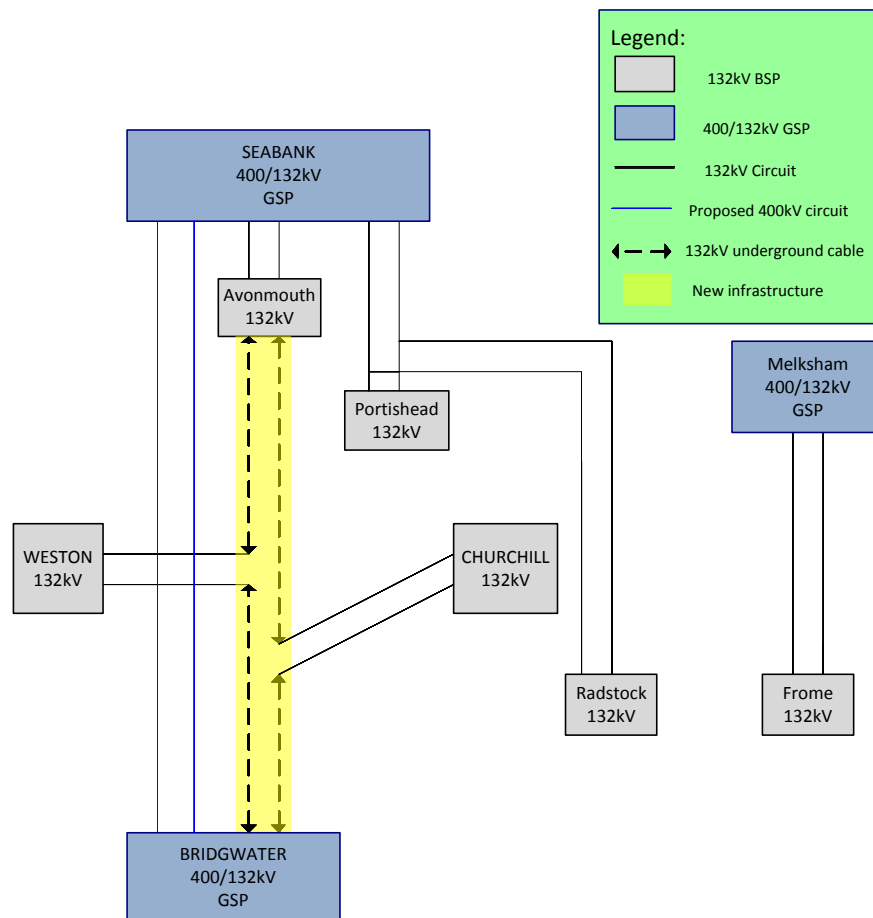 Legend:
132kV BSP
400/132kV GSP
132kV Circuit
Proposed 400kV circuit
132kV underground cable
New infrastructure
SEABANK
400/132kV
GSP
Avonmouth
132kV
Portishead
132kV
Melksham
400/132kV
GSP
WESTON
132kV
CHURCHILL
132kV
Radstock
132kV
Frome
132kV
BRIDGWATER
400/132kV
GSP